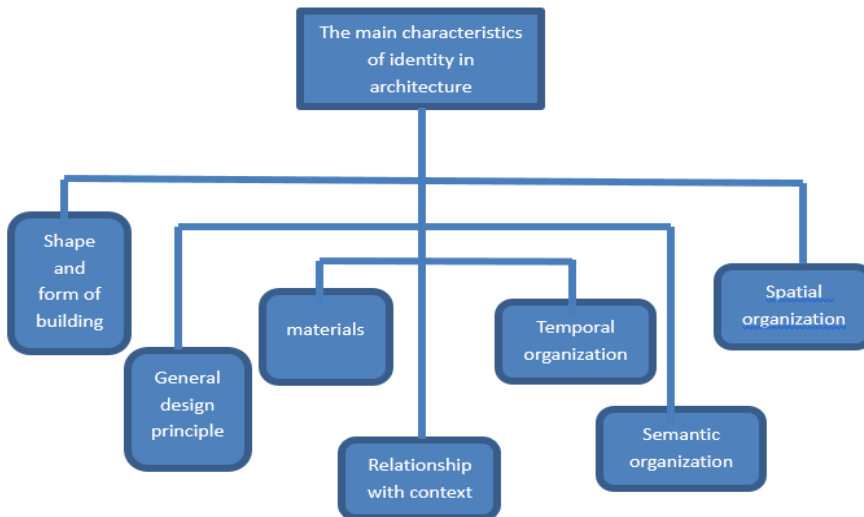 The main characteristics
of identity in
architecture
Shape
and
form of
building
General
design
principle
materials
Relationship
with context
Temporal
organization
Semantic
organization
Spatial
organization